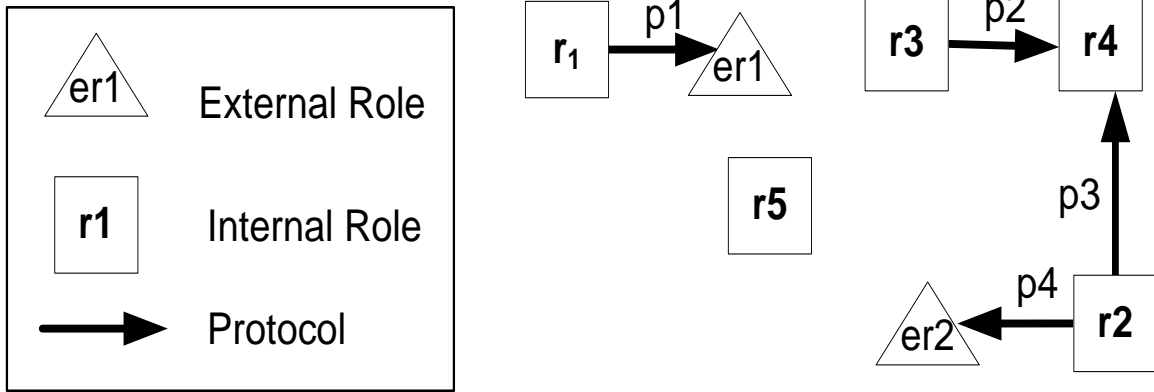 er1
External Role
r1
Internal Role
Protocol
r1
p1
er1
r3
p2
r4
r5
p3
er2
p4
r2